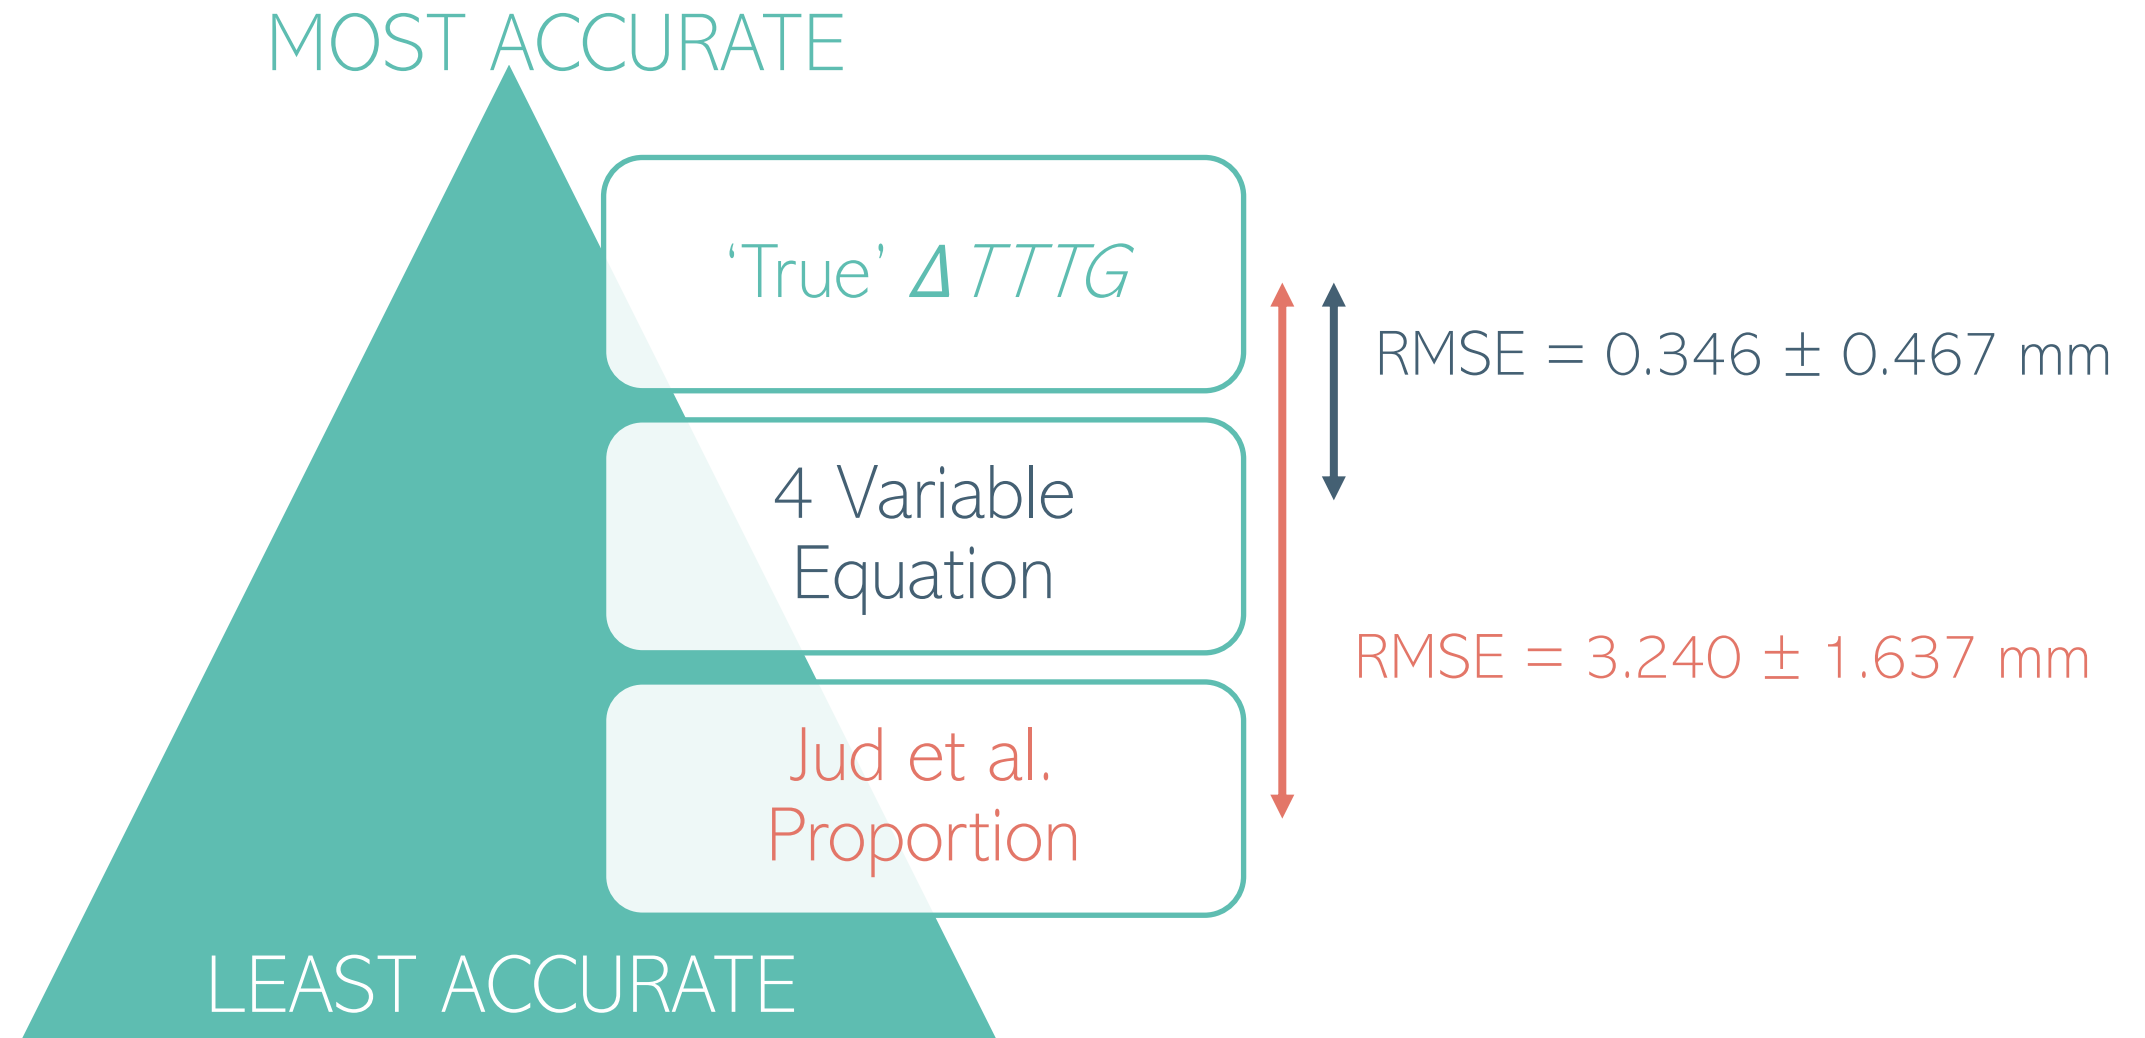 MOST ACCURATE
‘True’ ΔTTTG
RMSE = 0.346 ± 0.467 mm
4 Variable
Equation
RMSE = 3.240 ± 1.637 mm
Jud et al.
Proportion
LEAST ACCURATE